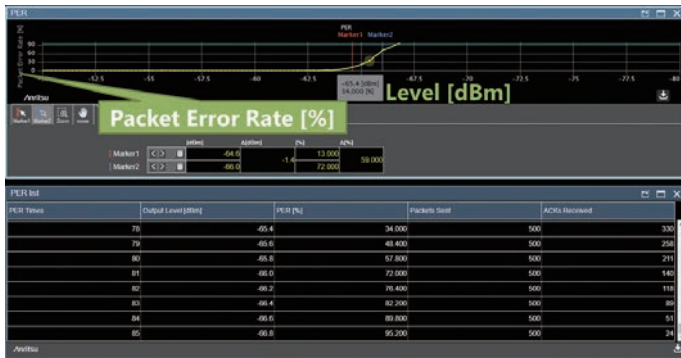 PER
PER
Marker1 Marker2
Packet Error Rate [%]
90
60
30
0
-52.5 -55 -57.5 -60 -62.5 -67.5 -70 -72.5 -75 -77.5 -80
-65.4 [dBm]
34.000 [%]
Level [dBm]
Anritsu
Packet Error Rate [%]
Marker1 Marker2 Zoom Move
[dBm] Δ[dBm] [%] Δ[%]
Marker1 <|> -64.6 13.000
-1.4 59.000
Marker2 <|> -66.0 72.000
PER list
PER Times Output Level [dBm] PER [%] Packets Sent ACKs Received
78 -65.4 34.000 500 330
79 -65.6 48.400 500 258
80 -65.8 57.800 500 211
81 -66.0 72.000 500 140
82 -66.2 76.400 500 118
83 -66.4 82.200 500 89
84 -66.6 89.800 500 51
85 -66.8 95.200 500 24
Anritsu